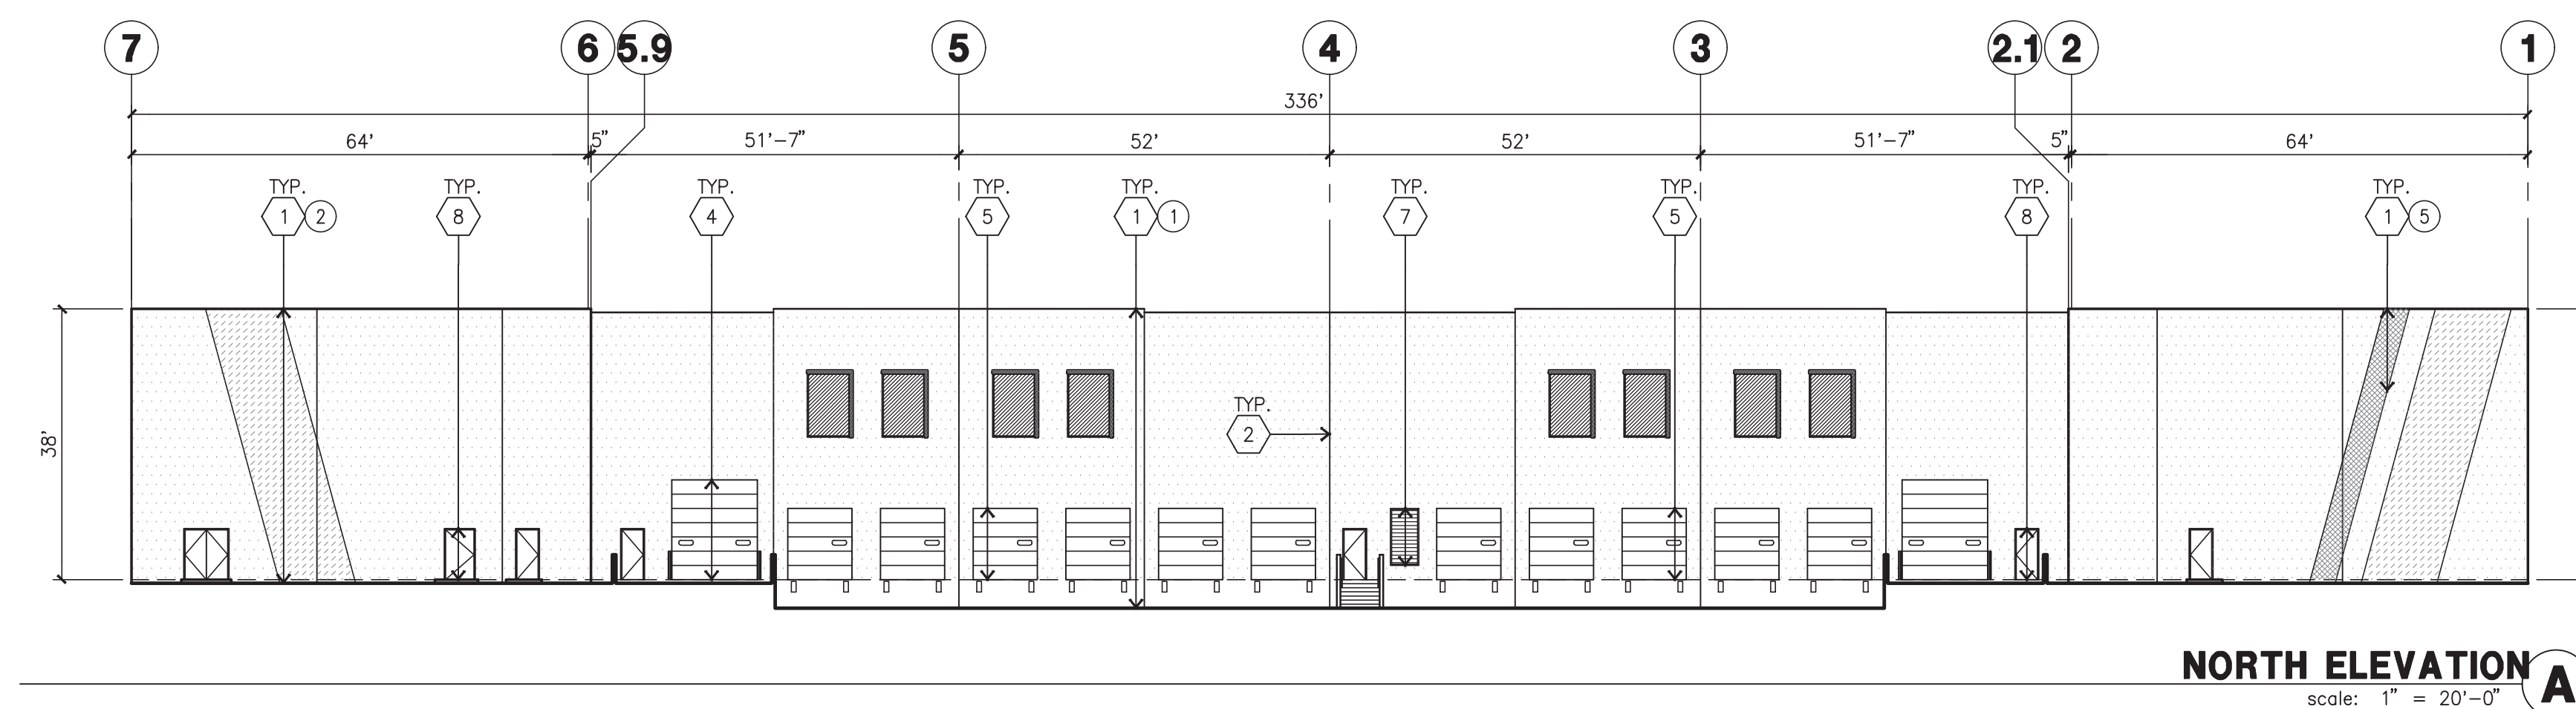 7 6 5.9 5 4 3 2.1 2 1
336'
64' 5" 51'-7" 52' 52' 51'-7" 5" 64'
TYP. TYP. TYP. TYP. TYP. TYP. TYP. TYP. TYP.
1 2 8 4 5 1 1 7 5 8 1 5
TYP.
2
38'
NORTH ELEVATION A
scale: 1" = 20'-0"